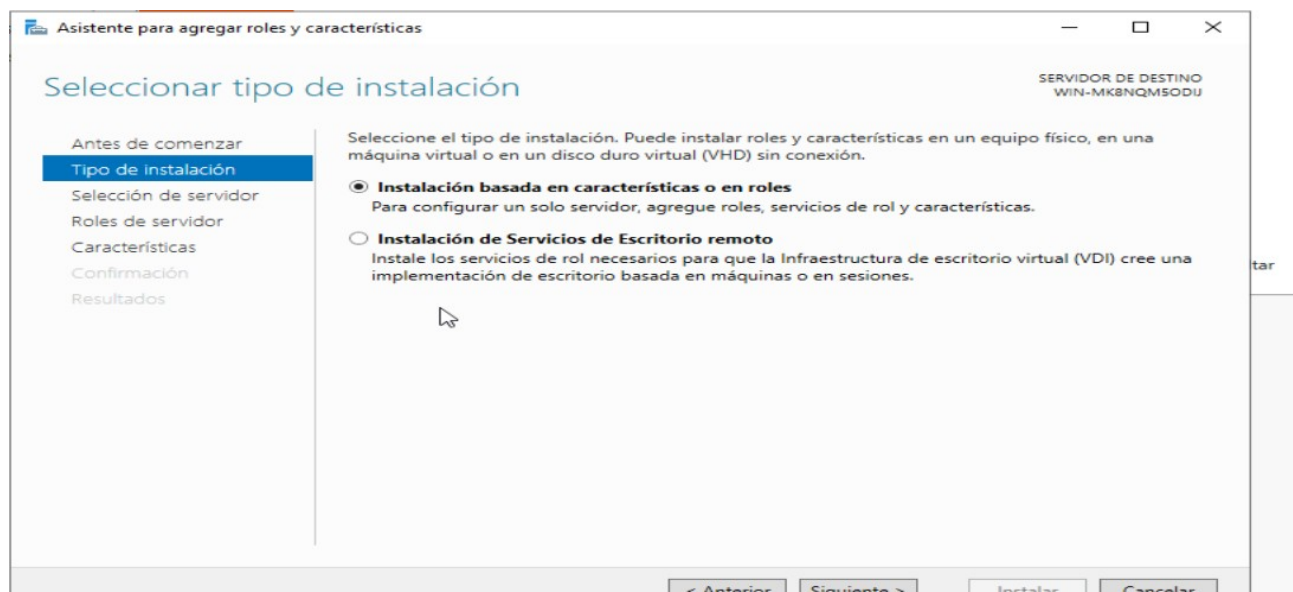 Asistente para agregar roles y características
Seleccionar tipo de instalación
SERVIDOR DE DESTINO
WIN-MK8NQM5ODIJ
Antes de comenzar
Tipo de instalación
Selección de servidor
Roles de servidor
Características
Confirmación
Resultados
Seleccione el tipo de instalación. Puede instalar roles y características en un equipo físico, en una
máquina virtual o en un disco duro virtual (VHD) sin conexión.
Instalación basada en características o en roles
Para configurar un solo servidor, agregue roles, servicios de rol y características.
Instalación de Servicios de Escritorio remoto
Instale los servicios de rol necesarios para que la Infraestructura de escritorio virtual (VDI) cree una
implementación de escritorio basada en máquinas o en sesiones.
tar
< Anterior
Siguiente >
Instalar
Cancelar